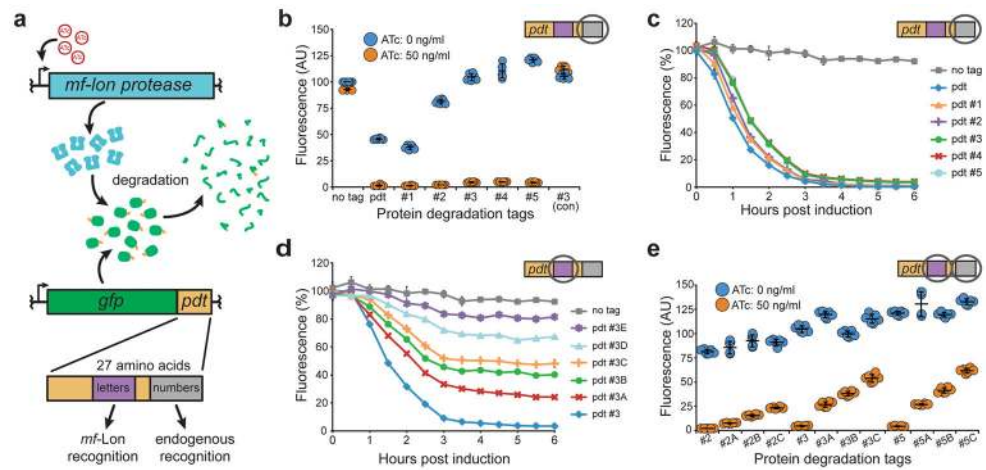 a
ATc
ATc
ATc
ATc
ATc
mf-lon protease
degradation
gfp
pdt
27 amino acids
letters
numbers
mf-Lon
recognition
endogenous
recognition
b
pdt
ATc: 0 ng/ml
ATc: 50 ng/ml
Fluorescence (AU)
150
125
100
75
50
25
0
no tag
pdt
#1
#2
#3
#4
#5
#3
(con)
Protein degradation tags
c
pdt
Fluorescence (%)
120
100
80
60
40
20
0
0
1
2
3
4
5
6
Hours post induction
no tag
pdt
pdt #1
pdt #2
pdt #3
pdt #4
pdt #5
d
pdt
Fluorescence (%)
120
100
80
60
40
20
0
0
1
2
3
4
5
6
Hours post induction
no tag
pdt #3E
pdt #3D
pdt #3C
pdt #3B
pdt #3A
pdt #3
e
pdt
ATc: 0 ng/ml
ATc: 50 ng/ml
Fluorescence (AU)
150
125
100
75
50
25
0
#2
#2A
#2B
#2C
#3
#3A
#3B
#3C
#5
#5A
#5B
#5C
Protein degradation tags